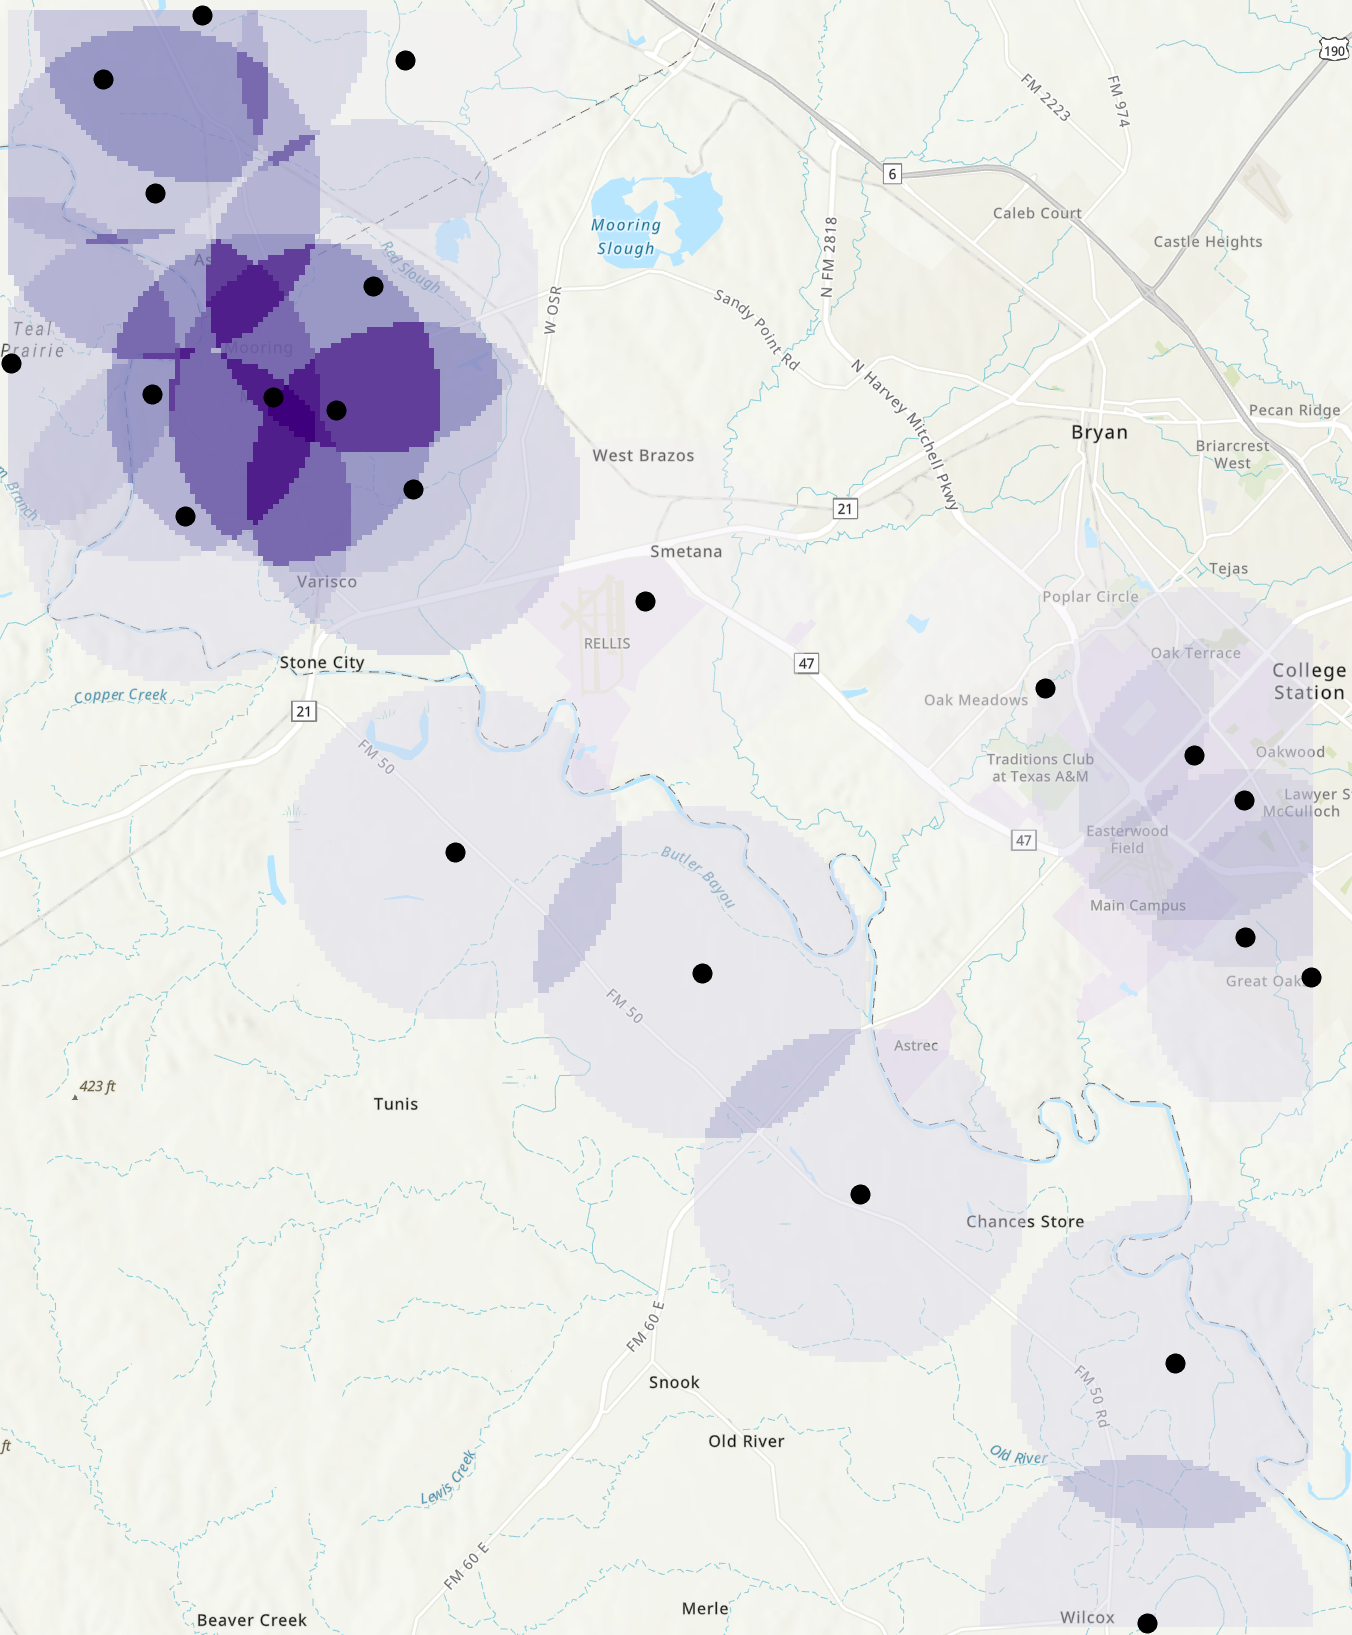 190
FM 2223
FM 974
6
Caleb Court
Castle Heights
Mooring
Slough
N FM 2818
Red Slough
W OSR
Sandy Point Rd
Teal
Prairie
Mooring
N Harvey Mitchell Pkwy
Pecan Ridge
Bryan
Briarcrest
West
West Brazos
Branch
21
Smetana
Tejas
Varisco
Poplar Circle
RELLIS
Oak Terrace
Stone City
47
College
Station
Copper Creek
Oak Meadows
21
FM 50
Traditions Club
at Texas A&M
Oakwood
Lawyer S
McCulloch
Easterwood
Field
47
Butler Bayou
Main Campus
Great Oaks
FM 50
Astrec
423 ft
Tunis
Chances Store
FM 60 E
Snook
FM 50 Rd
Old River
ft
Old River
Lewis Creek
FM 60 E
Merle
Wilcox
Beaver Creek